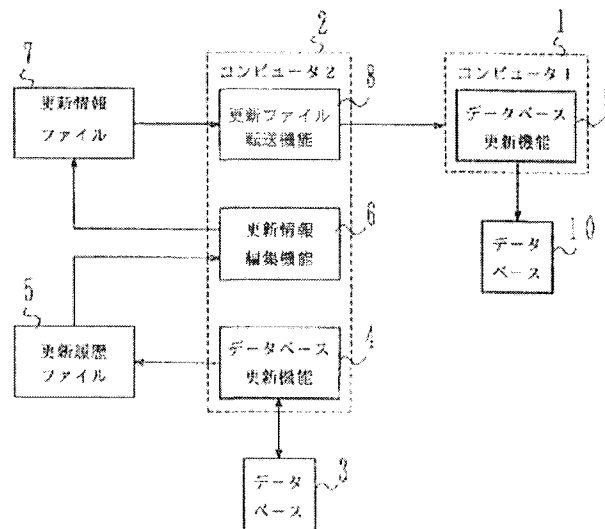 2
1
7
コンピュータ2
8
コンピュータ1
更新情報
ファイル
更新ファイル
転送機能
データベース
更新機能
6
更新情報
編集機能
データ
ベース
10
5
更新履歴
ファイル
データベース
更新機能
4
データ
ベース
3